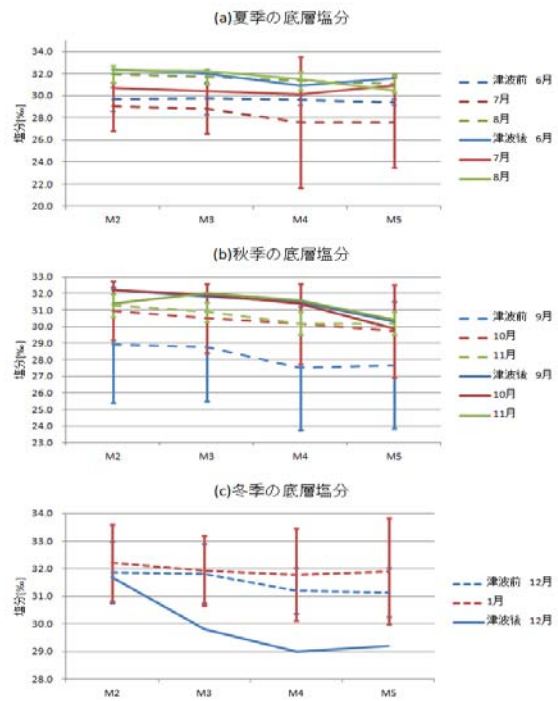 (a)夏季の底層塩分
34.0
32.0
30.0
28.0
26.0
24.0
22.0
20.0
塩分[‰]
M2 M3 M4 M5
津波前 6月
7月
8月
津波後 6月
7月
8月
(b)秋季の底層塩分
33.0
32.0
31.0
30.0
29.0
28.0
27.0
26.0
25.0
24.0
23.0
塩分[‰]
M2 M3 M4 M5
津波前 9月
10月
11月
津波後 9月
10月
11月
(c)冬季の底層塩分
34.0
33.0
32.0
31.0
30.0
29.0
28.0
塩分[‰]
M2 M3 M4 M5
津波前 12月
1月
津波後 12月